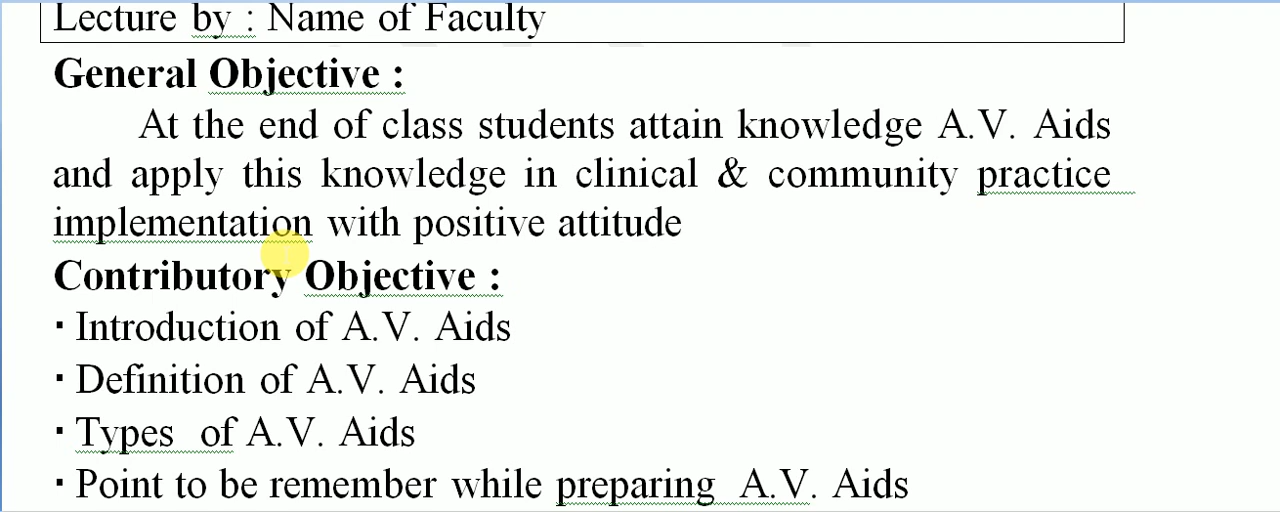 Lecture by : Name of Faculty
General Objective :
At the end of class students attain knowledge A.V. Aids
and apply this knowledge in clinical & community practice
implementation with positive attitude
Contributory Objective :
▪ Introduction of A.V. Aids
▪ Definition of A.V. Aids
▪ Types of A.V. Aids
▪ Point to be remember while preparing A.V. Aids